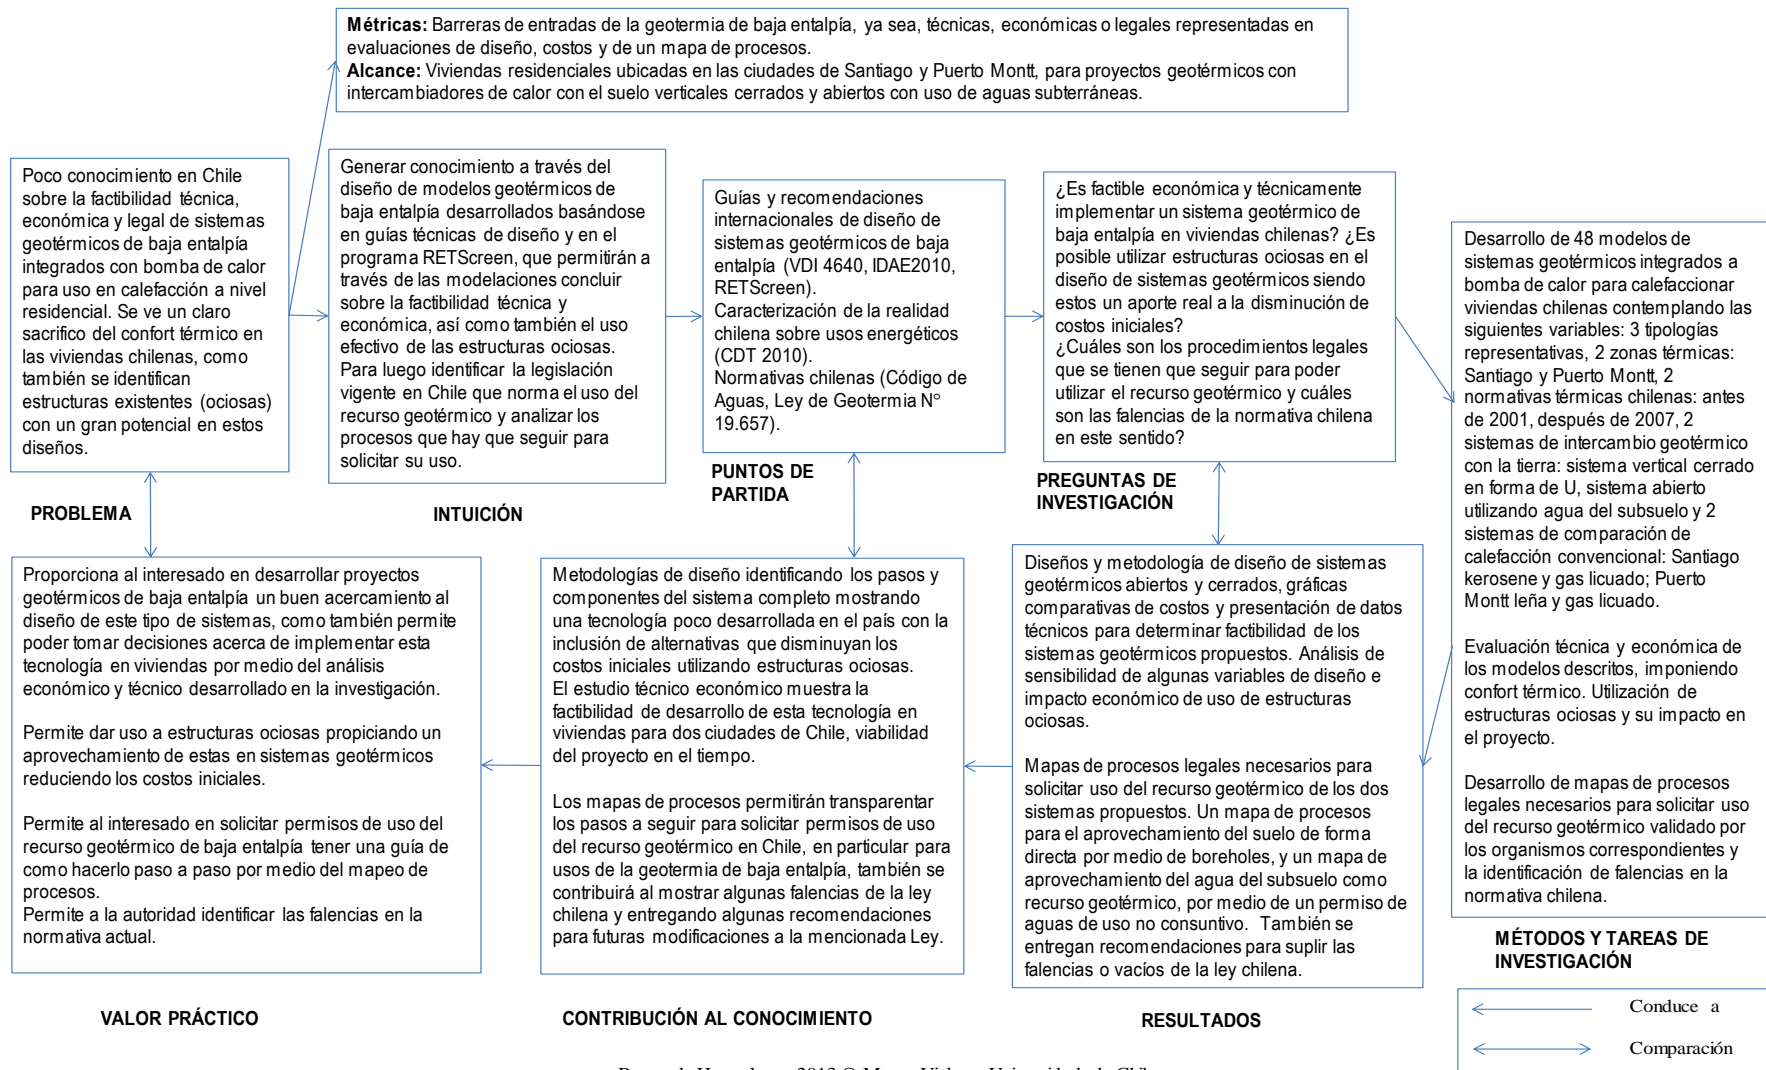 Métricas: Barreras de entradas de la geotermia de baja entalpía, ya sea, técnicas, económicas o legales representadas en
evaluaciones de diseño, costos y de un mapa de procesos.
Alcance: Viviendas residenciales ubicadas en las ciudades de Santiago y Puerto Montt, para proyectos geotérmicos con
intercambiadores de calor con el suelo verticales cerrados y abiertos con uso de aguas subterráneas.
Poco conocimiento en Chile
sobre la factibilidad técnica,
económica y legal de sistemas
geotérmicos de baja entalpía
integrados con bomba de calor
para uso en calefacción a nivel
residencial. Se ve un claro
sacrifico del confort térmico en
las viviendas chilenas, como
también se identifican
estructuras existentes (ociosas)
con un gran potencial en estos
diseños.
PROBLEMA
Generar conocimiento a través del
diseño de modelos geotérmicos de
baja entalpía desarrollados basándose
en guías técnicas de diseño y en el
programa RETScreen, que permitirán a
través de las modelaciones concluir
sobre la factibilidad técnica y
económica, así como también el uso
efectivo de las estructuras ociosas.
Para luego identificar la legislación
vigente en Chile que norma el uso del
recurso geotérmico y analizar los
procesos que hay que seguir para
solicitar su uso.
INTUICIÓN
Guías y recomendaciones
internacionales de diseño de
sistemas geotérmicos de baja
entalpía (VDI 4640, IDAE2010,
RETScreen).
Caracterización de la realidad
chilena sobre usos energéticos
(CDT 2010).
Normativas chilenas (Código de
Aguas, Ley de Geotermia N°
19.657).
PUNTOS DE
PARTIDA
¿Es factible económica y técnicamente
implementar un sistema geotérmico de
baja entalpía en viviendas chilenas? ¿Es
posible utilizar estructuras ociosas en el
diseño de sistemas geotérmicos siendo
estos un aporte real a la disminución de
costos iniciales?
¿Cuáles son los procedimientos legales
que se tienen que seguir para poder
utilizar el recurso geotérmico y cuáles
son las falencias de la normativa chilena
en este sentido?
PREGUNTAS DE
INVESTIGACIÓN
Desarrollo de 48 modelos de
sistemas geotérmicos integrados a
bomba de calor para calefaccionar
viviendas chilenas contemplando las
siguientes variables: 3 tipologías
representativas, 2 zonas térmicas:
Santiago y Puerto Montt, 2
normativas térmicas chilenas: antes
de 2001, después de 2007, 2
sistemas de intercambio geotérmico
con la tierra: sistema vertical cerrado
en forma de U, sistema abierto
utilizando agua del subsuelo y 2
sistemas de comparación de
calefacción convencional: Santiago
kerosene y gas licuado; Puerto
Montt leña y gas licuado.
Evaluación técnica y económica de
los modelos descritos, imponiendo
confort térmico. Utilización de
estructuras ociosas y su impacto en
el proyecto.
Desarrollo de mapas de procesos
legales necesarios para solicitar uso
del recurso geotérmico validado por
los organismos correspondientes y
la identificación de falencias en la
normativa chilena.
MÉTODOS Y TAREAS DE
INVESTIGACIÓN
Proporciona al interesado en desarrollar proyectos
geotérmicos de baja entalpía un buen acercamiento al
diseño de este tipo de sistemas, como también permite
poder tomar decisiones acerca de implementar esta
tecnología en viviendas por medio del análisis
económico y técnico desarrollado en la investigación.
Permite dar uso a estructuras ociosas propiciando un
aprovechamiento de estas en sistemas geotérmicos
reduciendo los costos iniciales.
Permite al interesado en solicitar permisos de uso del
recurso geotérmico de baja entalpía tener una guía de
como hacerlo paso a paso por medio del mapeo de
procesos.
Permite a la autoridad identificar las falencias en la
normativa actual.
VALOR PRÁCTICO
Metodologías de diseño identificando los pasos y
componentes del sistema completo mostrando
una tecnología poco desarrollada en el país con la
inclusión de alternativas que disminuyan los
costos iniciales utilizando estructuras ociosas.
El estudio técnico económico muestra la
factibilidad de desarrollo de esta tecnología en
viviendas para dos ciudades de Chile, viabilidad
del proyecto en el tiempo.
Los mapas de procesos permitirán transparentar
los pasos a seguir para solicitar permisos de uso
del recurso geotérmico en Chile, en particular para
usos de la geotermia de baja entalpía, también se
contribuirá al mostrar algunas falencias de la ley
chilena y entregando algunas recomendaciones
para futuras modificaciones a la mencionada Ley.
CONTRIBUCIÓN AL CONOCIMIENTO
Diseños y metodología de diseño de sistemas
geotérmicos abiertos y cerrados, gráficas
comparativas de costos y presentación de datos
técnicos para determinar factibilidad de los
sistemas geotérmicos propuestos. Análisis de
sensibilidad de algunas variables de diseño e
impacto económico de uso de estructuras
ociosas.
Mapas de procesos legales necesarios para
solicitar uso del recurso geotérmico de los dos
sistemas propuestos. Un mapa de procesos
para el aprovechamiento del suelo de forma
directa por medio de boreholes, y un mapa de
aprovechamiento del agua del subsuelo como
recurso geotérmico, por medio de un permiso de
aguas de uso no consuntivo. También se
entregan recomendaciones para suplir las
falencias o vacíos de la ley chilena.
RESULTADOS
Conduce a
Comparación